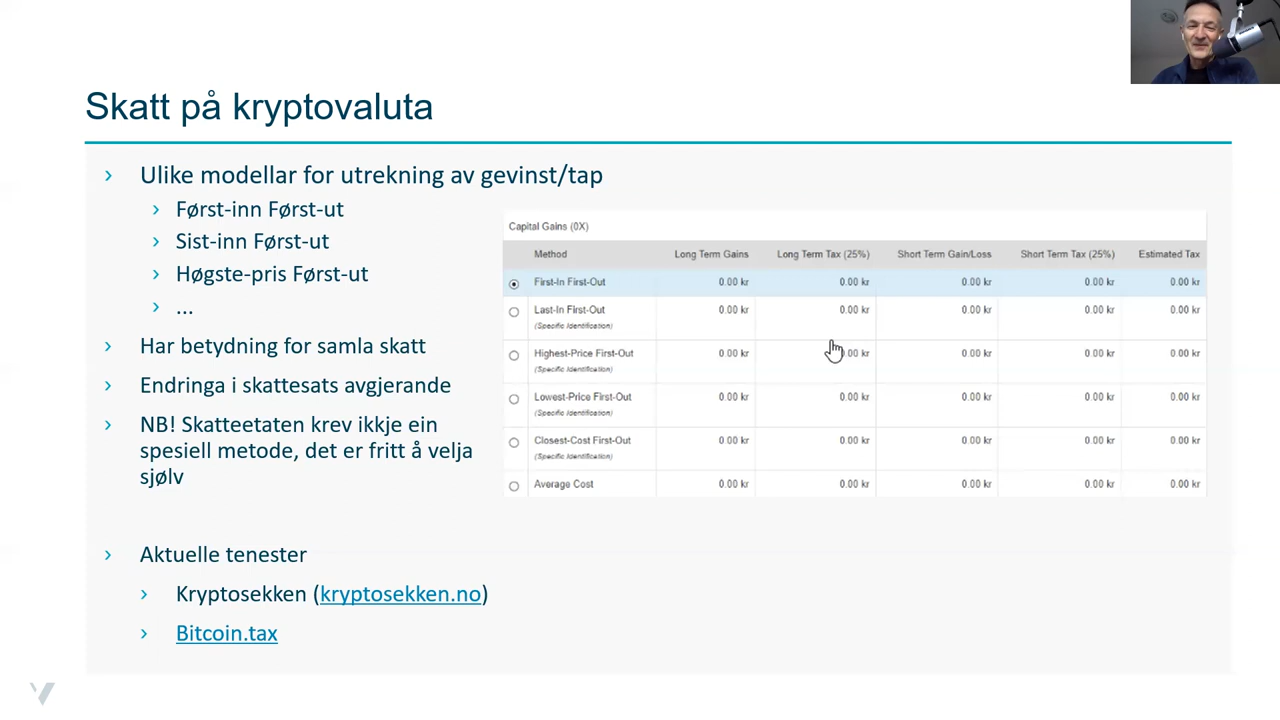 Skatt på kryptovaluta
Ulike modellar for utrekning av gevinst/tap
Først-inn Først-ut
Sist-inn Først-ut
Høgste-pris Først-ut
...
Har betydning for samla skatt
Endringa i skattesats avgjerande
NB! Skatteetaten krev ikkje ein
spesiell metode, det er fritt å velja
sjølv
Aktuelle tenester
Kryptosekken (kryptosekken.no)
Bitcoin.tax
Capital Gains (0X)
Method Long Term Gains Long Term Tax (25%) Short Term Gain/Loss Short Term Tax (25%) Estimated Tax
First-In First-Out 0.00 kr 0.00 kr 0.00 kr 0.00 kr 0.00 kr
Last-In First-Out 0.00 kr 0.00 kr 0.00 kr 0.00 kr 0.00 kr
(Specific Identification)
Highest-Price First-Out 0.00 kr 0.00 kr 0.00 kr 0.00 kr 0.00 kr
(Specific Identification)
Lowest-Price First-Out 0.00 kr 0.00 kr 0.00 kr 0.00 kr 0.00 kr
(Specific Identification)
Closest-Cost First-Out 0.00 kr 0.00 kr 0.00 kr 0.00 kr 0.00 kr
(Specific Identification)
Average Cost 0.00 kr 0.00 kr 0.00 kr 0.00 kr 0.00 kr